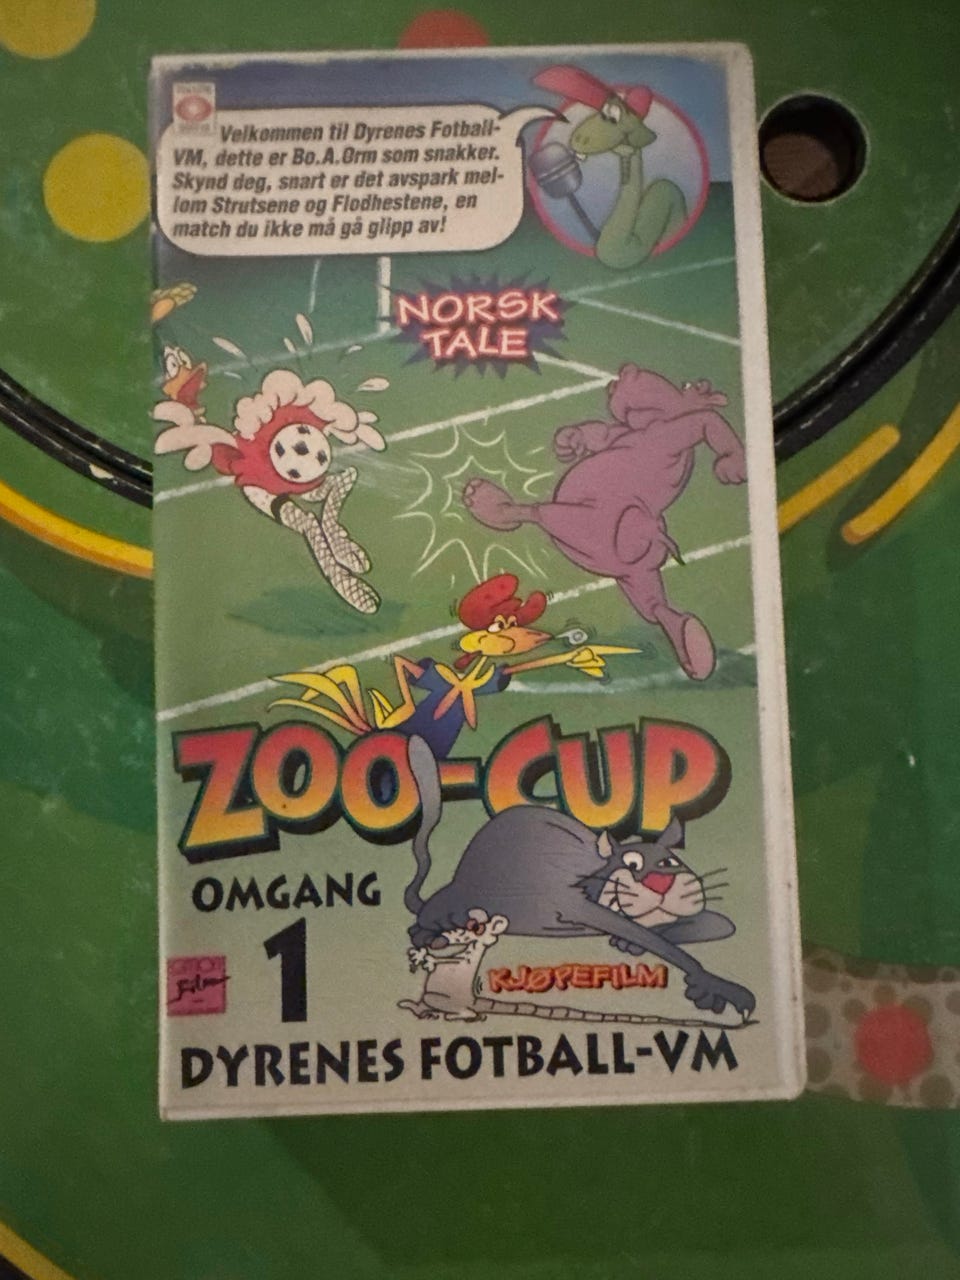 Velkommen til Dyrenes Fotball-
VM, dette er Bo.A.Orm som snakker.
Skynd deg, snart er det avspark mel-
lom Strutsene og Flodhestene, en
match du ikke må gå glipp av!
NORSK
TALE
ZOO-CUP
OMGANG
1
Film
KJØPEFILM
DYRENES FOTBALL-VM